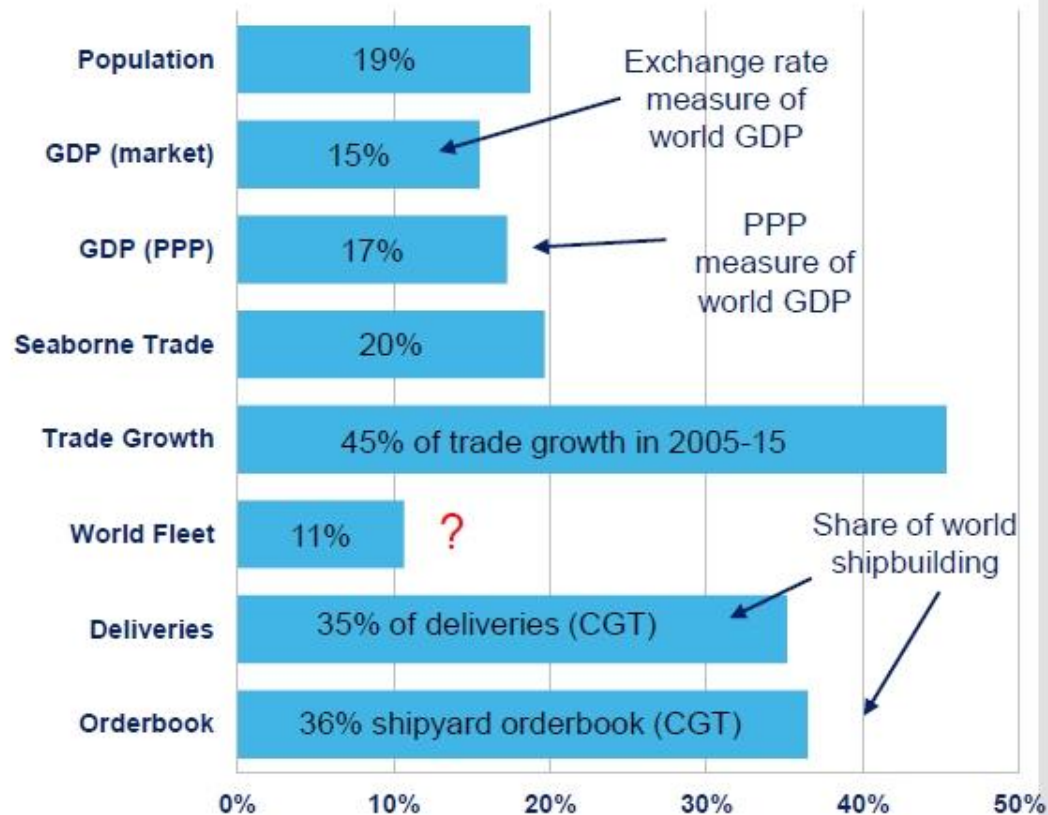 Population
19%
Exchange rate
measure of
world GDP
GDP (market)
15%
GDP (PPP)
17%
PPP
measure of
world GDP
Seaborne Trade
20%
Trade Growth
45% of trade growth in 2005-15
World Fleet
11%
?
Share of world
shipbuilding
Deliveries
35% of deliveries (CGT)
Orderbook
36% shipyard orderbook (CGT)
0% 10% 20% 30% 40% 50%